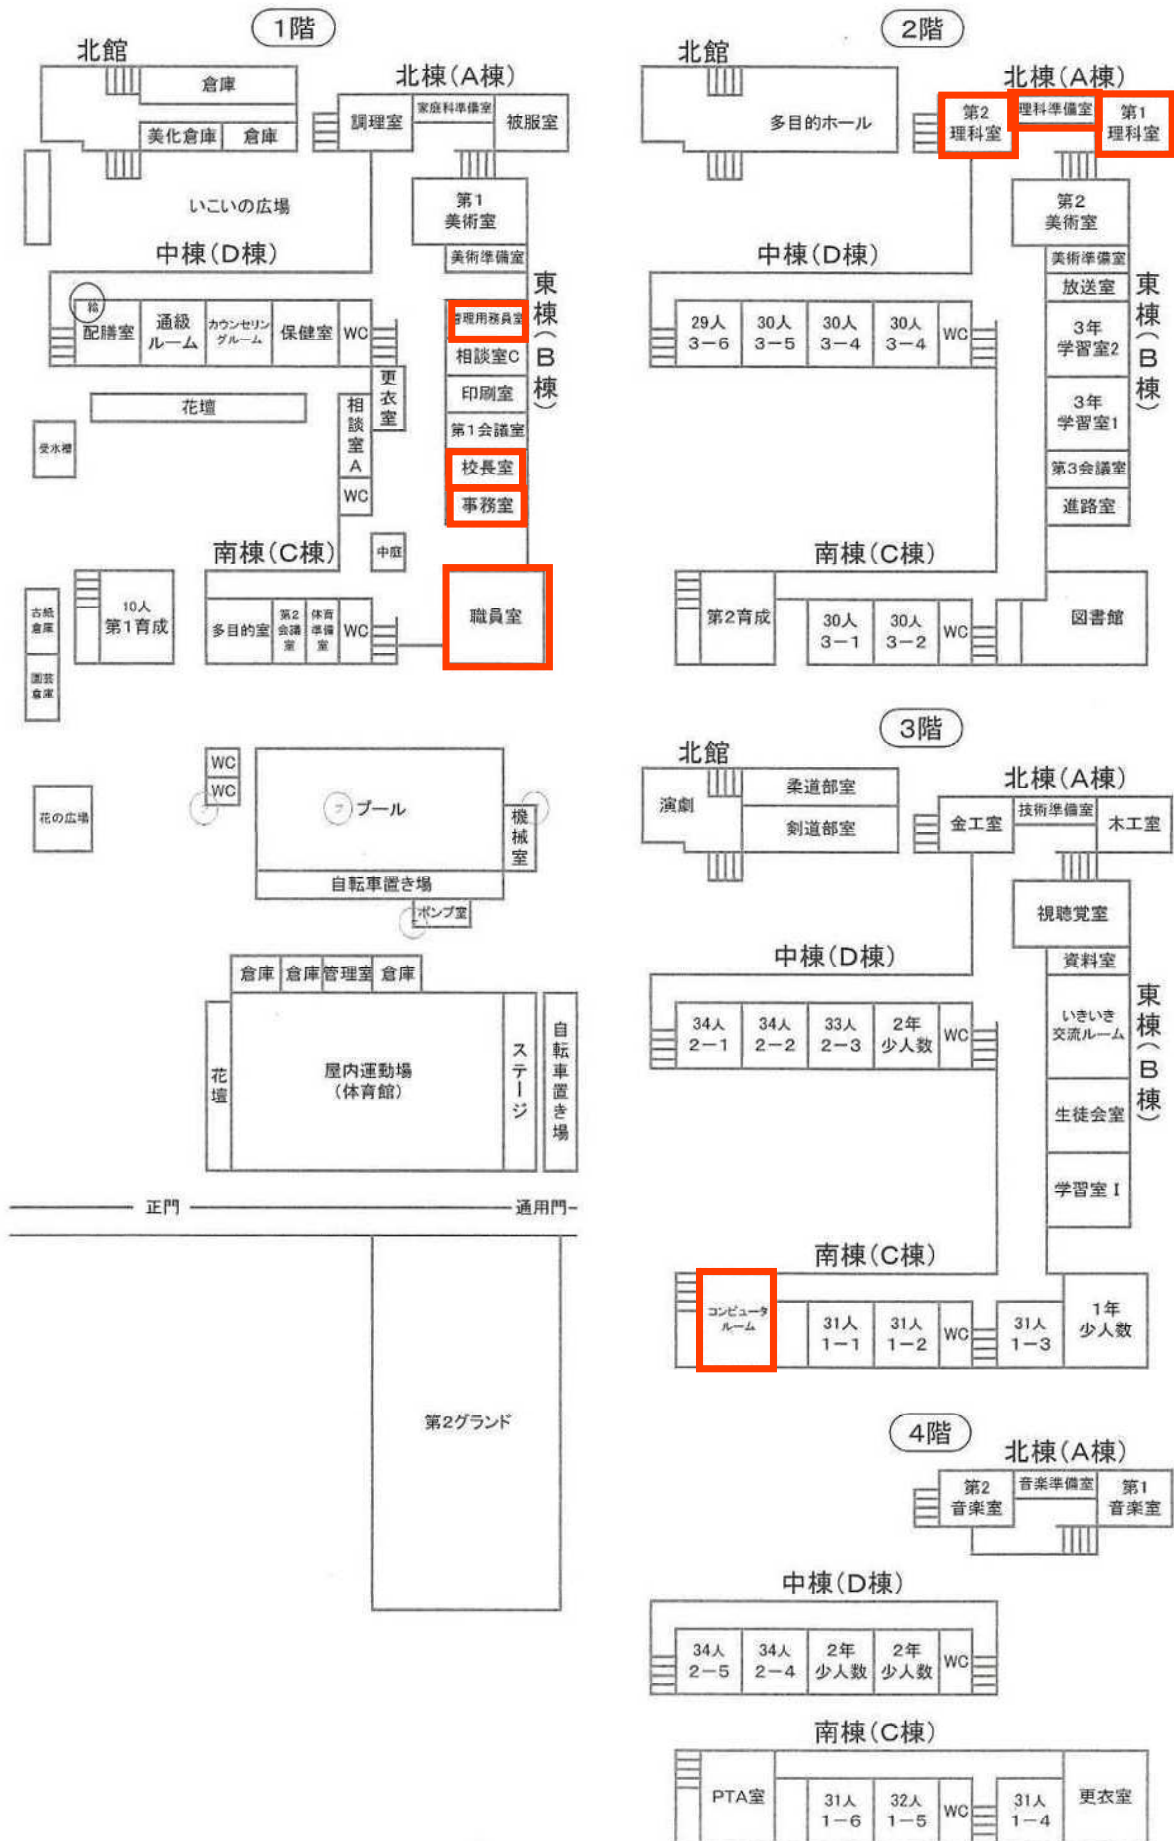 1階
北館
倉庫
美化倉庫
倉庫
北棟(A棟)
調理室
家庭科準備室
被服室
いこいの広場
第1
美術室
美術準備室
中棟(D棟)
給
配膳室
通級
ルーム
カウンセリン
グルーム
保健室
WC
更衣室
東棟(B棟)
管理用務員室
相談室C
印刷室
第1会議室
校長室
事務室
花壇
受水槽
相談室A
WC
中庭
南棟(C棟)
職員室
古紙
倉庫
園芸
倉庫
10人
第1育成
多目的室
第2
会議
室
体育
準備
室
WC
花の広場
WC
WC
プール
機械室
自転車置き場
ポンプ室
倉庫
倉庫
管理室
倉庫
花壇
屋内運動場
(体育館)
ステージ
自転車置き場
正門
通用門
第2グランド
2階
北館
多目的ホール
北棟(A棟)
第2
理科室
理科準備室
第1
理科室
第2
美術室
美術準備室
放送室
中棟(D棟)
29人
3-6
30人
3-5
30人
3-4
30人
3-4
WC
東棟(B棟)
3年
学習室2
3年
学習室1
第3会議室
進路室
南棟(C棟)
第2育成
30人
3-1
30人
3-2
WC
図書館
3階
北館
演劇
柔道部室
剣道部室
北棟(A棟)
金工室
技術準備室
木工室
視聴覚室
資料室
中棟(D棟)
34人
2-1
34人
2-2
33人
2-3
2年
少人数
WC
東棟(B棟)
いきいき
交流ルーム
生徒会室
学習室I
南棟(C棟)
コンピュータ
ルーム
31人
1-1
31人
1-2
WC
31人
1-3
1年
少人数
4階
北棟(A棟)
第2
音楽室
音楽準備室
第1
音楽室
中棟(D棟)
34人
2-5
34人
2-4
2年
少人数
2年
少人数
WC
南棟(C棟)
PTA室
31人
1-6
32人
1-5
WC
31人
1-4
更衣室